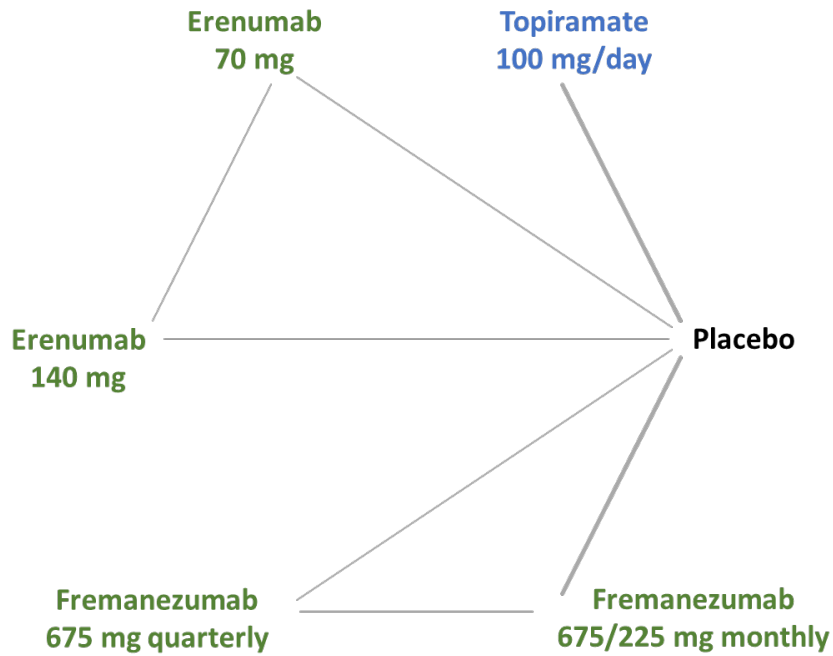 Erenumab
70 mg
Topiramate
100 mg/day
Erenumab
140 mg
Placebo
Fremanezumab
675 mg quarterly
Fremanezumab
675/225 mg monthly